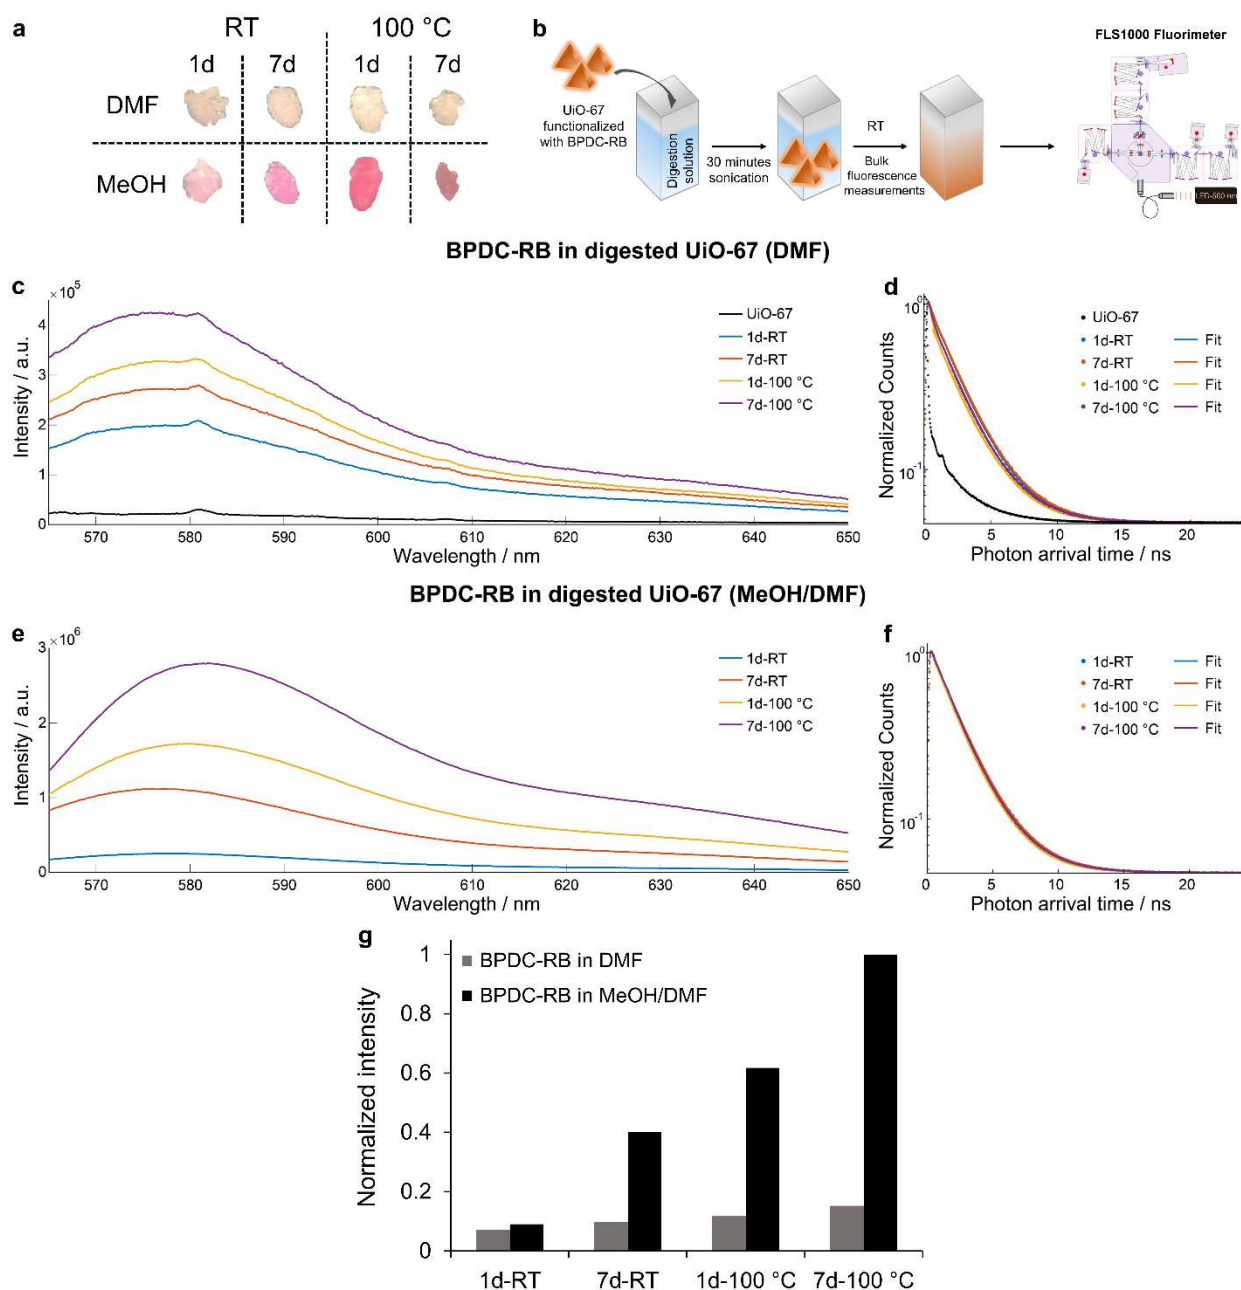 a
RT 100 °C
1d 7d 1d 7d
DMF
MeOH
b
UiO-67
functionalized
with BPDC-RB
Digestion
solution
30 minutes
sonication
RT
Bulk
fluorescence
measurements
FLS1000 Fluorimeter
BPDC-RB in digested UiO-67 (DMF)
c
×10⁵
4
3
2
1
0
Intensity / a.u.
570 580 590 600 610 620 630 640 650
Wavelength / nm
UiO-67
1d-RT
7d-RT
1d-100 °C
7d-100 °C
d
10⁰
10⁻¹
Normalized Counts
0 5 10 15 20
Photon arrival time / ns
UiO-67
1d-RT Fit
7d-RT Fit
1d-100 °C Fit
7d-100 °C Fit
BPDC-RB in digested UiO-67 (MeOH/DMF)
e
×10⁶
3
2
1
0
Intensity / a.u.
570 580 590 600 610 620 630 640 650
Wavelength / nm
1d-RT
7d-RT
1d-100 °C
7d-100 °C
f
10⁰
10⁻¹
Normalized Counts
0 5 10 15 20
Photon arrival time / ns
1d-RT Fit
7d-RT Fit
1d-100 °C Fit
7d-100 °C Fit
g
Normalized intensity
1
0.8
0.6
0.4
0.2
0
BPDC-RB in DMF
BPDC-RB in MeOH/DMF
1d-RT 7d-RT 1d-100 °C 7d-100 °C